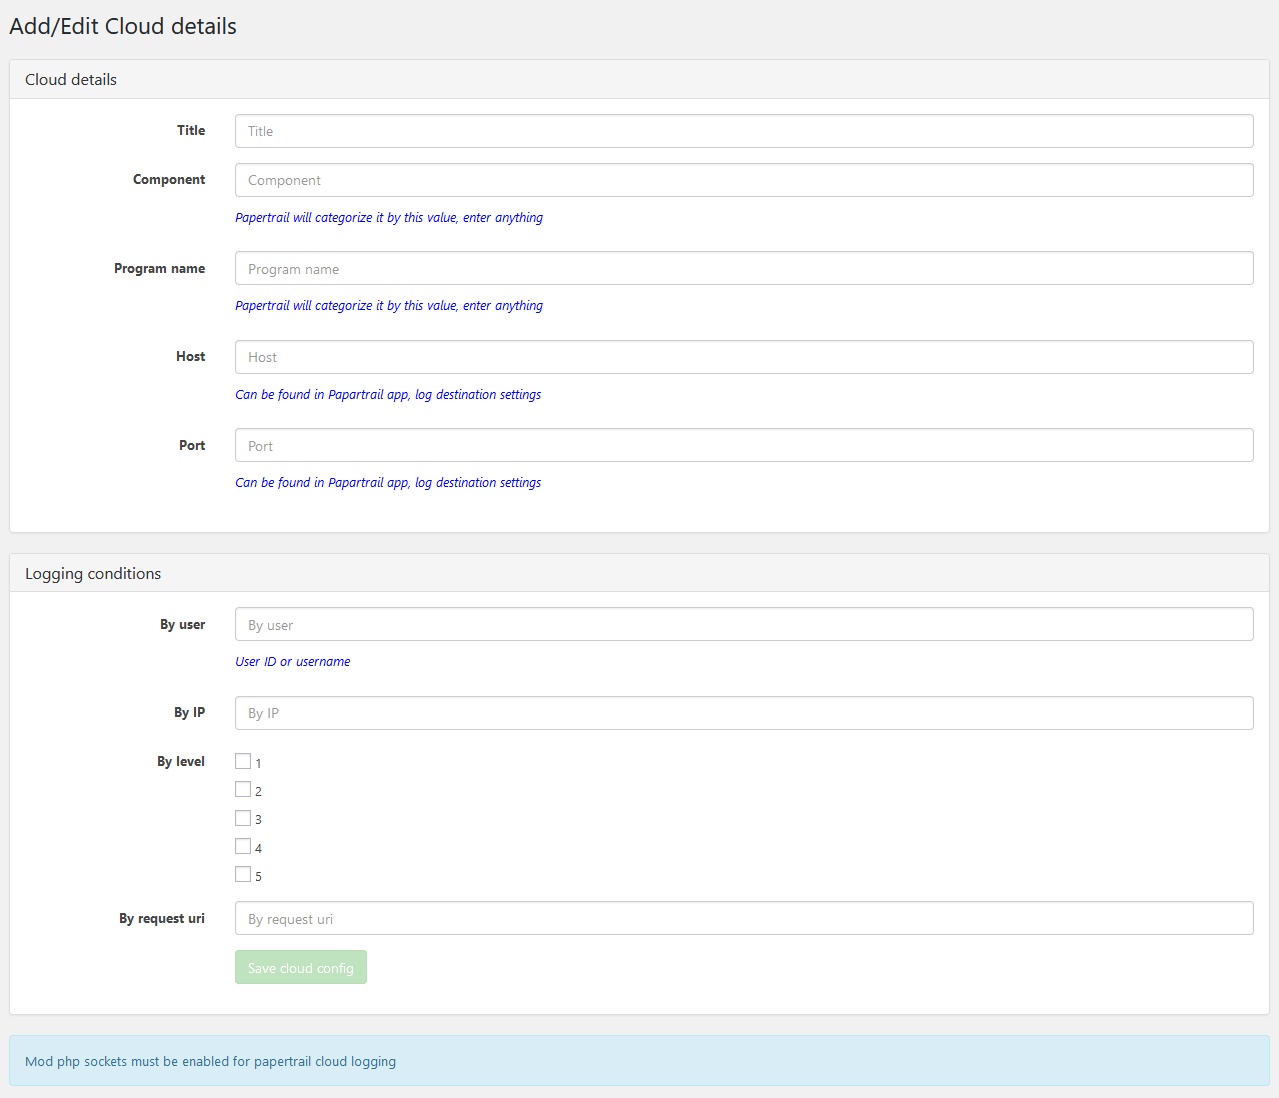 Add/Edit Cloud details
Cloud details
Title
Title
Component
Component
Papertrail will categorize it by this value, enter anything
Program name
Program name
Papertrail will categorize it by this value, enter anything
Host
Host
Can be found in Papartrail app, log destination settings
Port
Port
Can be found in Papartrail app, log destination settings
Logging conditions
By user
By user
User ID or username
By IP
By IP
By level
1
2
3
4
5
By request uri
By request uri
Save cloud config
Mod php sockets must be enabled for papertrail cloud logging